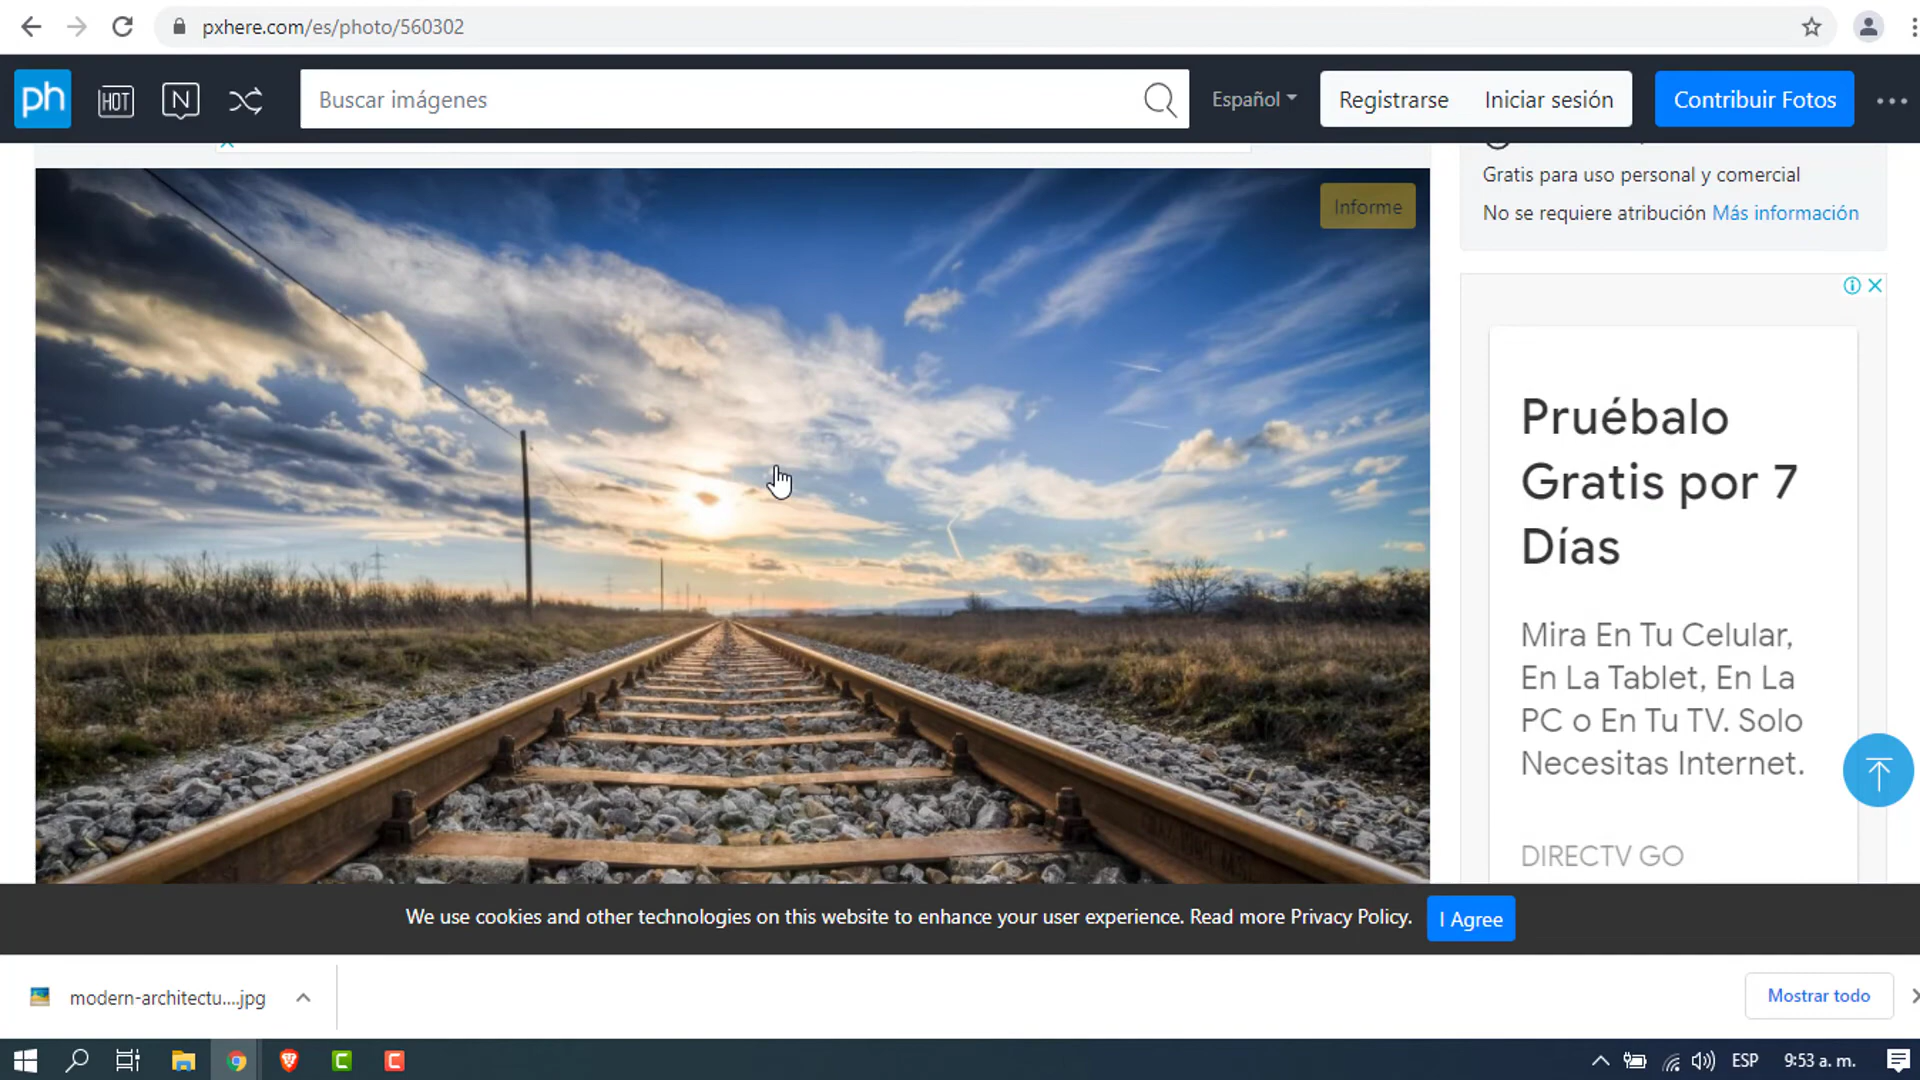 pxhere.com/es/photo/560302
ph
HOT
N
Buscar imágenes
Español
Registrarse
Iniciar sesión
Contribuir Fotos
Gratis para uso personal y comercial
No se requiere atribución Más información
Informe
Pruébalo
Gratis por 7
Días
Mira En Tu Celular,
En La Tablet, En La
PC o En Tu TV. Solo
Necesitas Internet.
DIRECTV GO
We use cookies and other technologies on this website to enhance your user experience. Read more Privacy Policy.
I Agree
modern-architectu....jpg
Mostrar todo
ESP
9:53 a. m.